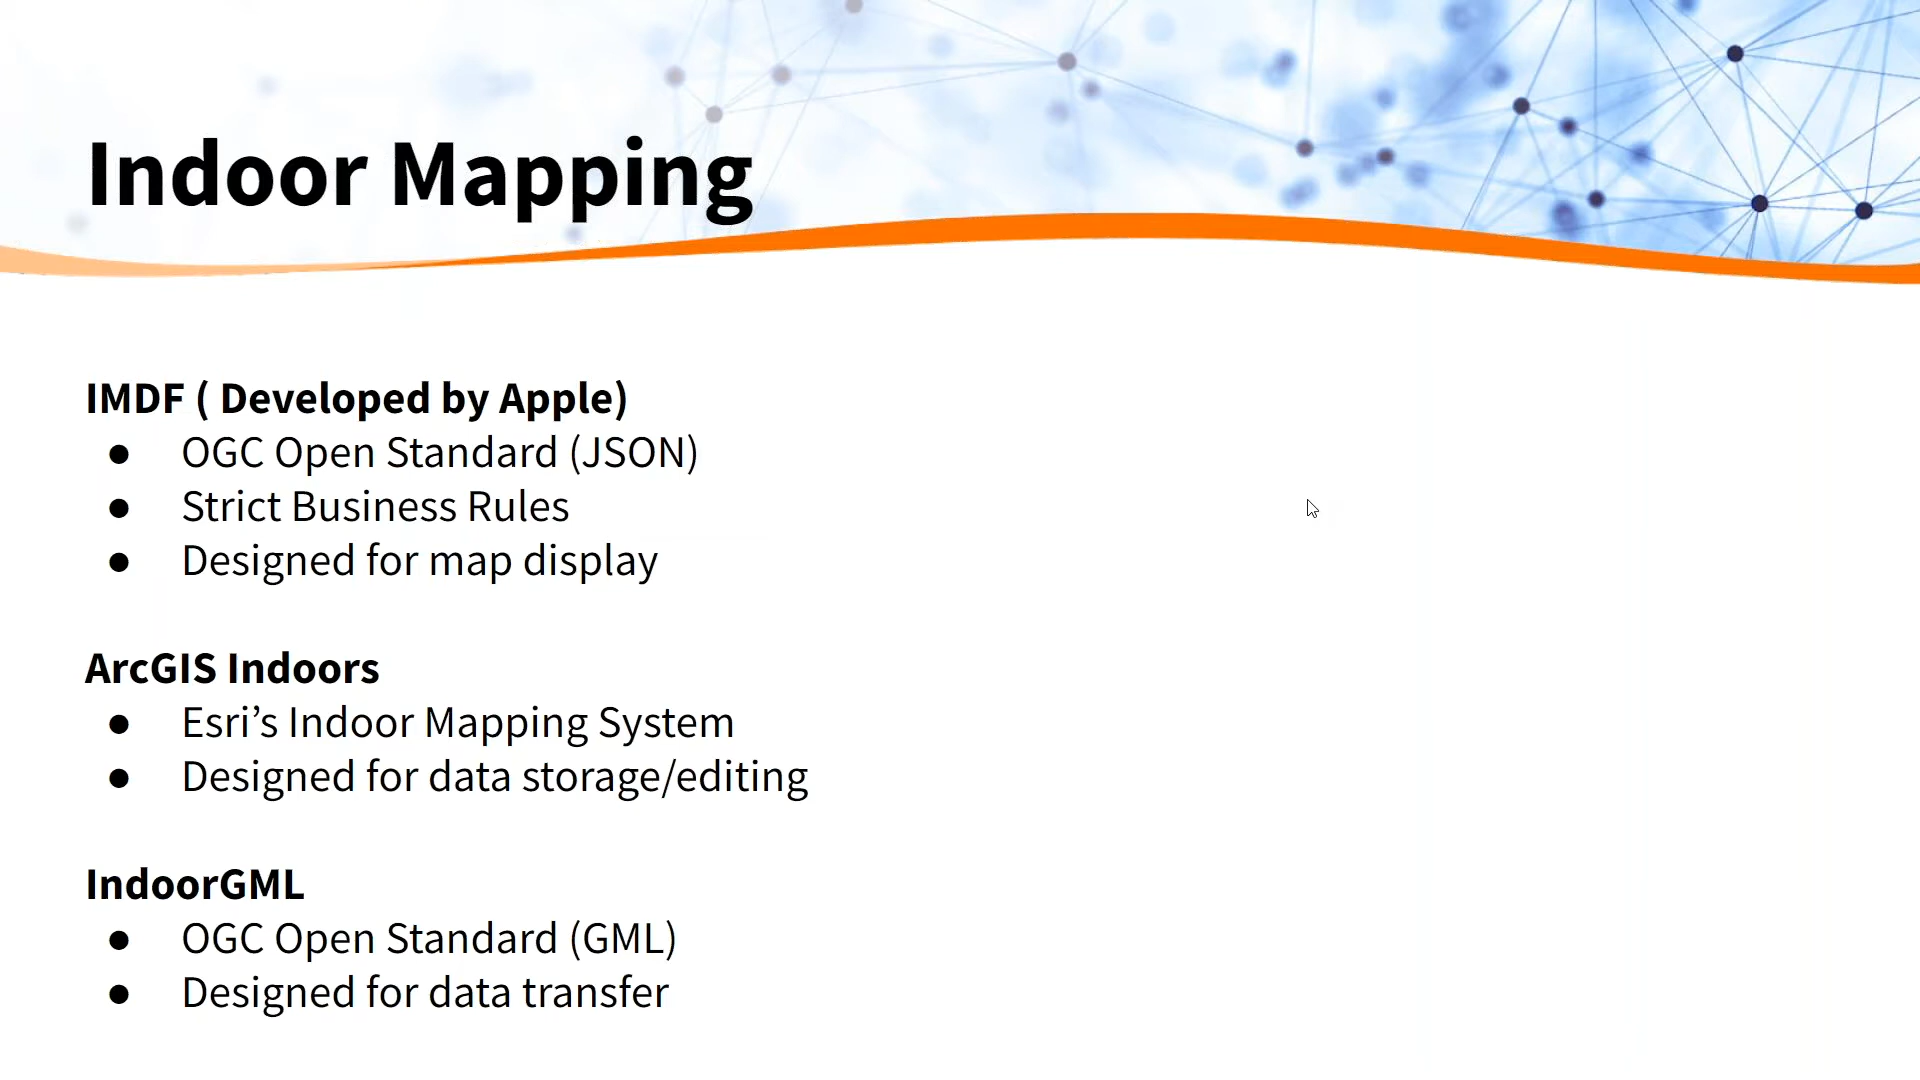 Indoor Mapping
IMDF ( Developed by Apple)
● OGC Open Standard (JSON)
● Strict Business Rules
● Designed for map display
ArcGIS Indoors
● Esri’s Indoor Mapping System
● Designed for data storage/editing
IndoorGML
● OGC Open Standard (GML)
● Designed for data transfer